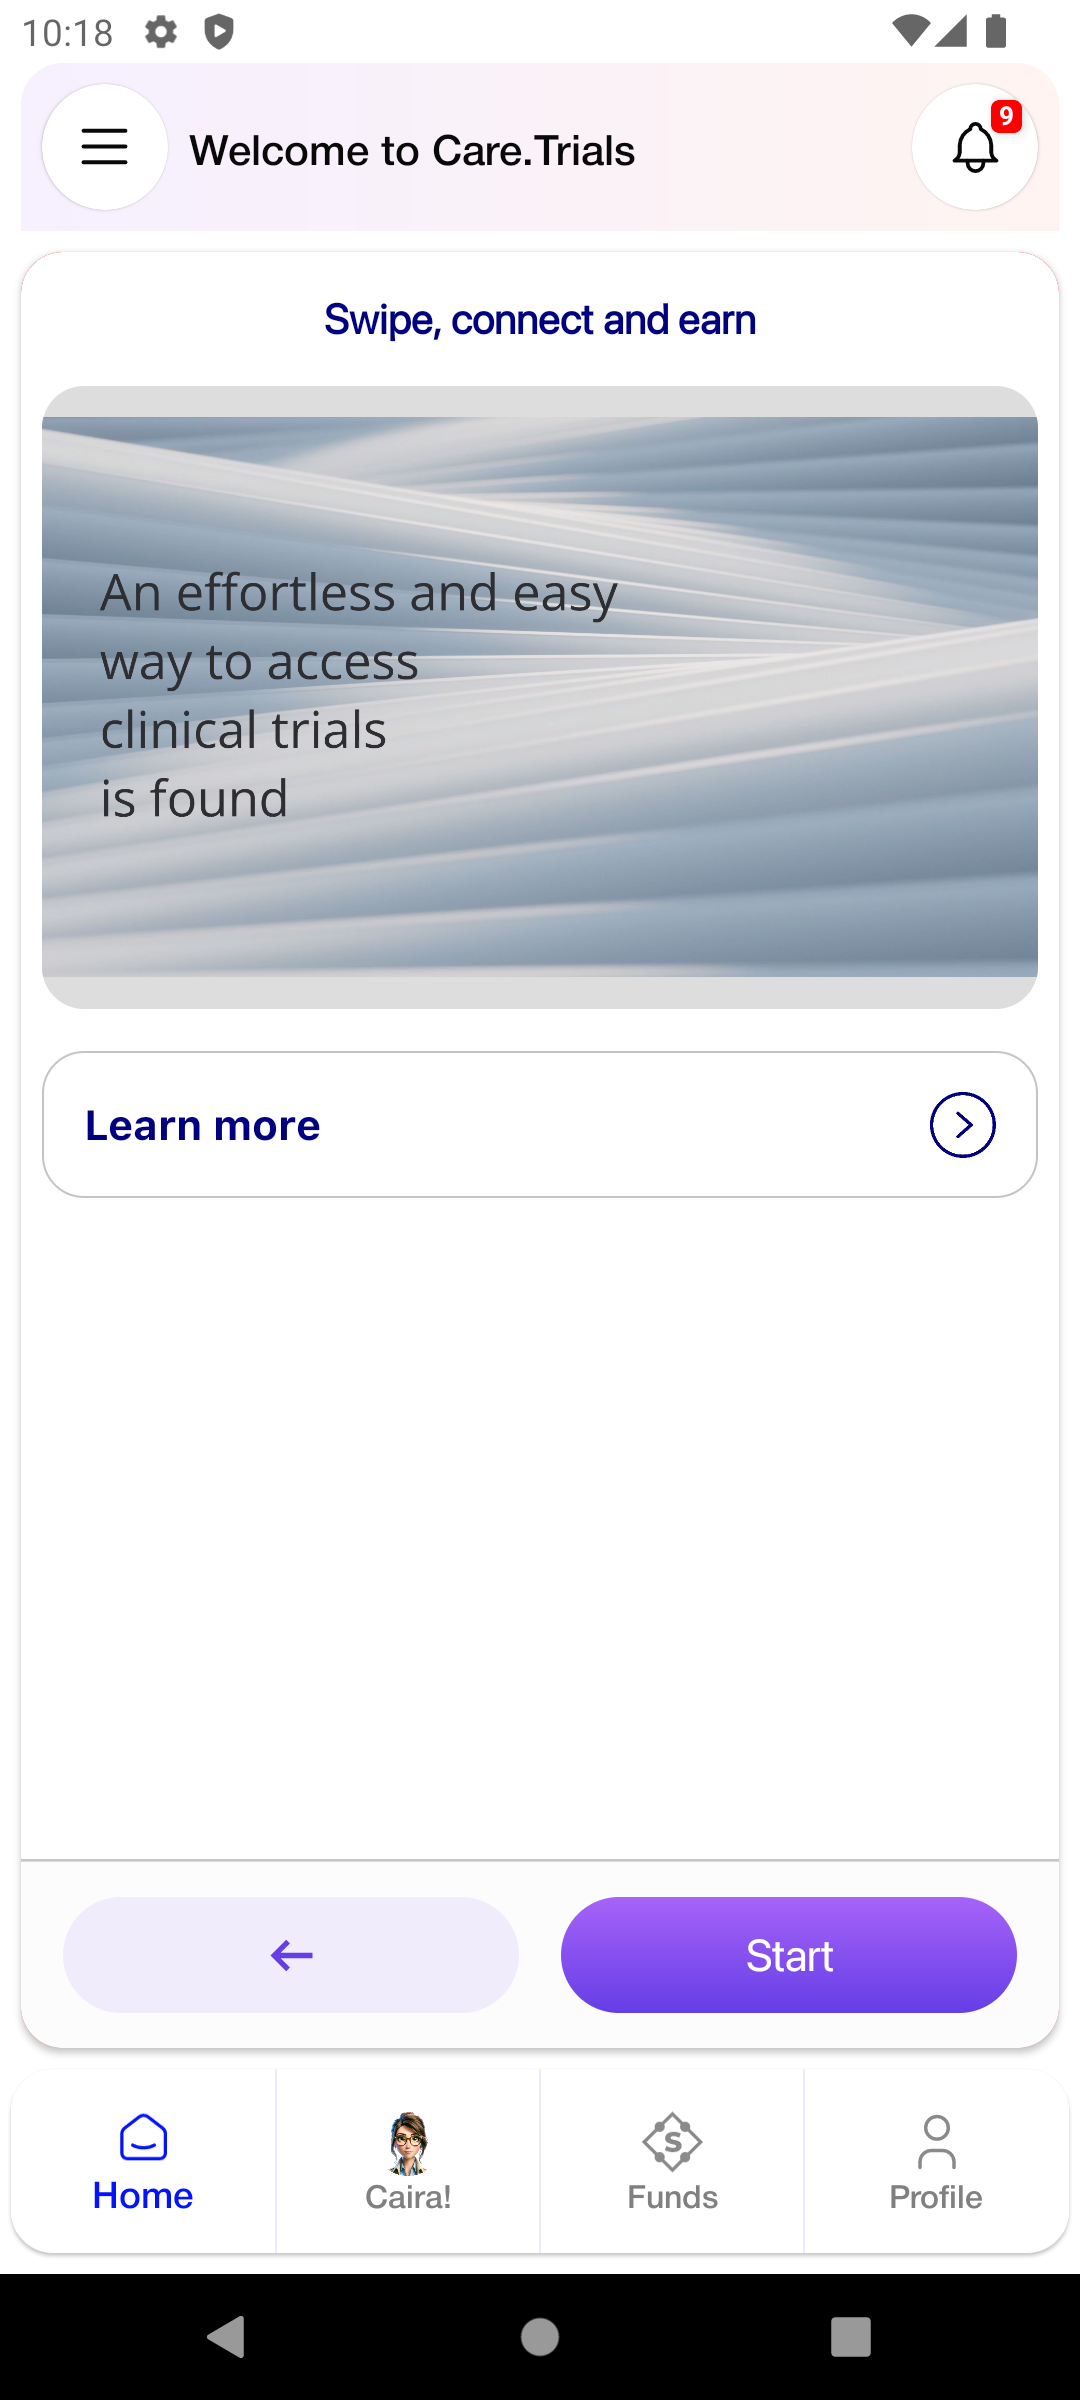 10:18
Welcome to Care.Trials
9
Swipe, connect and earn
An effortless and easy
way to access
clinical trials
is found
Learn more
Start
Home
Caira!
Funds
Profile